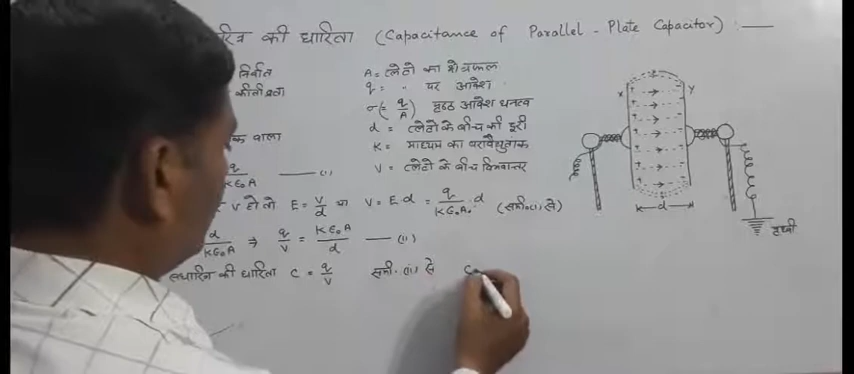 की धारिता (Capacitance of Parallel - Plate Capacitor) :—
निर्वात A = प्लेटों का क्षेत्रफल
q = " पर आवेश
σ(= q/A) पृष्ठ आवेश घनत्व
वाला d = प्लेटों के बीच की दूरी
K = माध्यम का परावैद्युतांक
q/Kε₀A —— (i) V = प्लेटों के बीच विभवान्तर
V हो तो E = V/d या V = E.d = q/Kε₀A . d (समी. (i) से)
d/Kε₀A ⇒ q/V = Kε₀A/d —— (ii)
संधारित्र की धारिता C = q/V समी. (ii) से C=
X Y
+ + + + + + + +
− − − − − − − −
d
पृथ्वी